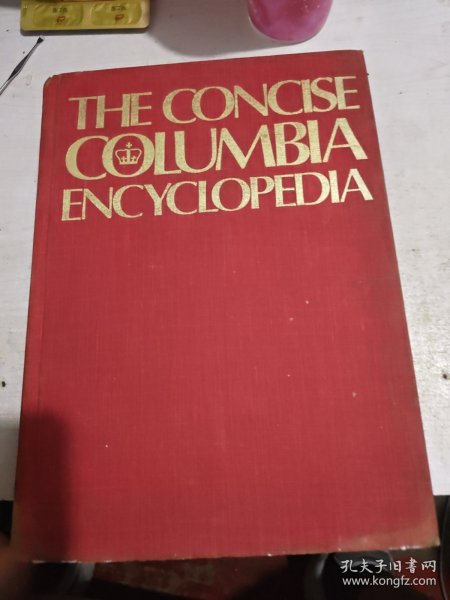 THE CONCISE
COLUMBIA
ENCYCLOPEDIA
孔夫子旧书网
www.kongfz.com